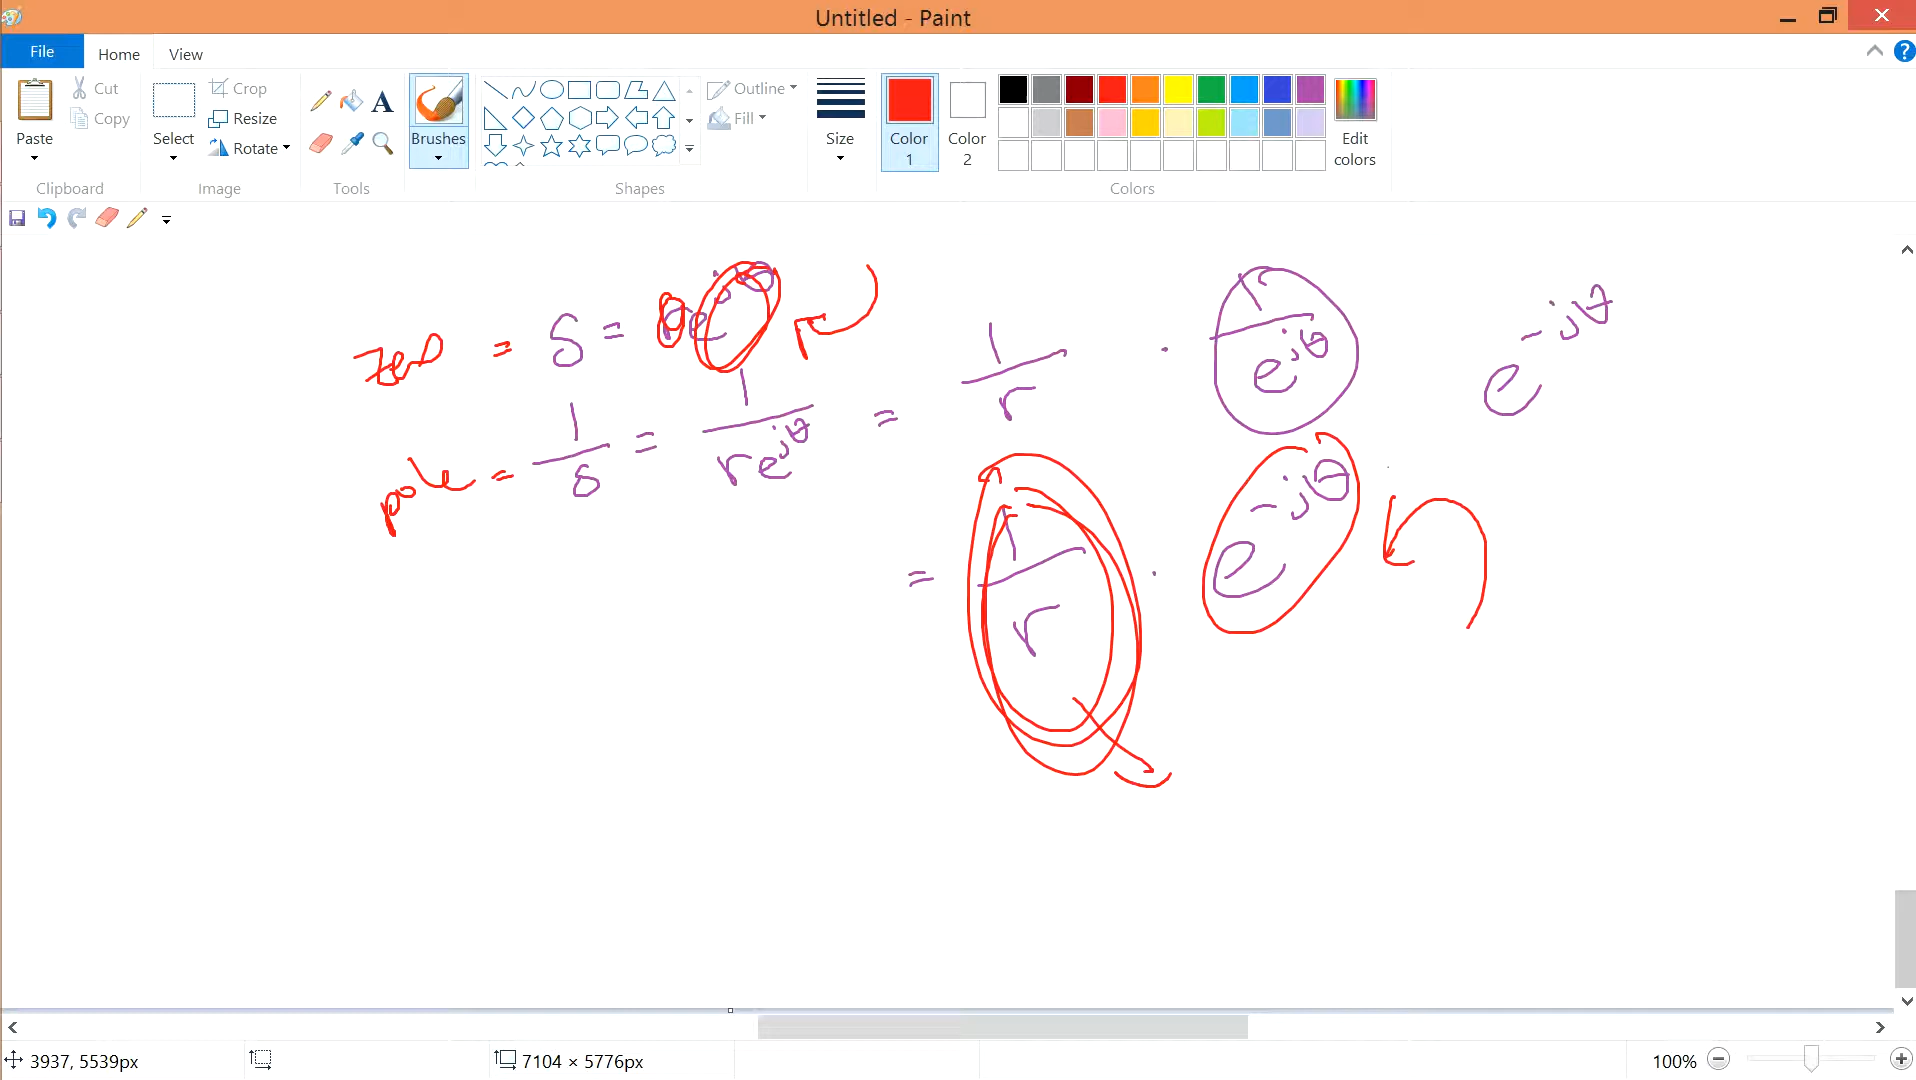 Untitled - Paint
File Home View
Paste
Cut
Copy
Clipboard
Select
Crop
Resize
Rotate
Image
Tools
Brushes
Shapes
Outline
Fill
Size
Color 1
Color 2
Edit colors
Colors
zero = S = re^{jθ}
pole = 1/s = 1/re^{jθ} = 1/r · 1/e^{jθ} e^{-jθ}
= 1/r · e^{-jθ}
3937, 5539px 7104 × 5776px 100%